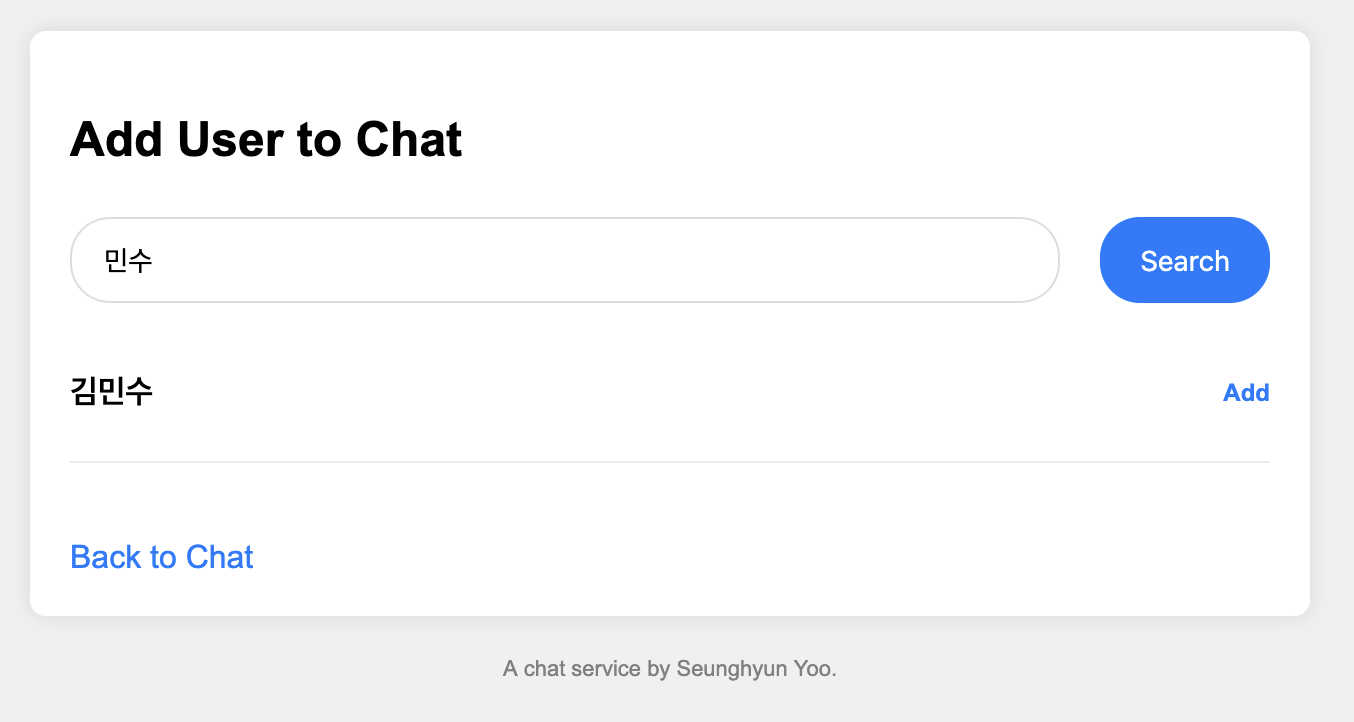 Add User to Chat
민수
Search
김민수
Add
Back to Chat
A chat service by Seunghyun Yoo.